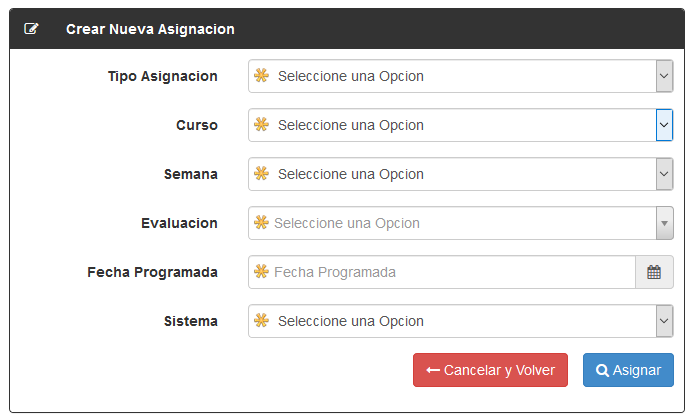 Crear Nueva Asignacion
Tipo Asignacion Seleccione una Opcion
Curso Seleccione una Opcion
Semana Seleccione una Opcion
Evaluacion Seleccione una Opcion
Fecha Programada Fecha Programada
Sistema Seleccione una Opcion
Cancelar y Volver Asignar